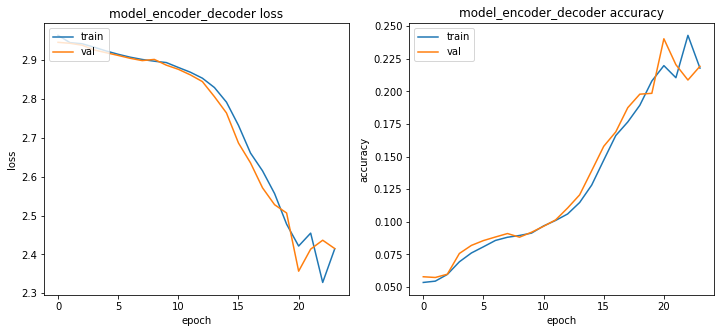 model_encoder_decoder loss
train
val
2.9
2.8
2.7
2.6
2.5
2.4
2.3
loss
0
5
10
15
20
epoch
model_encoder_decoder accuracy
train
val
0.250
0.225
0.200
0.175
0.150
0.125
0.100
0.075
0.050
accuracy
0
5
10
15
20
epoch